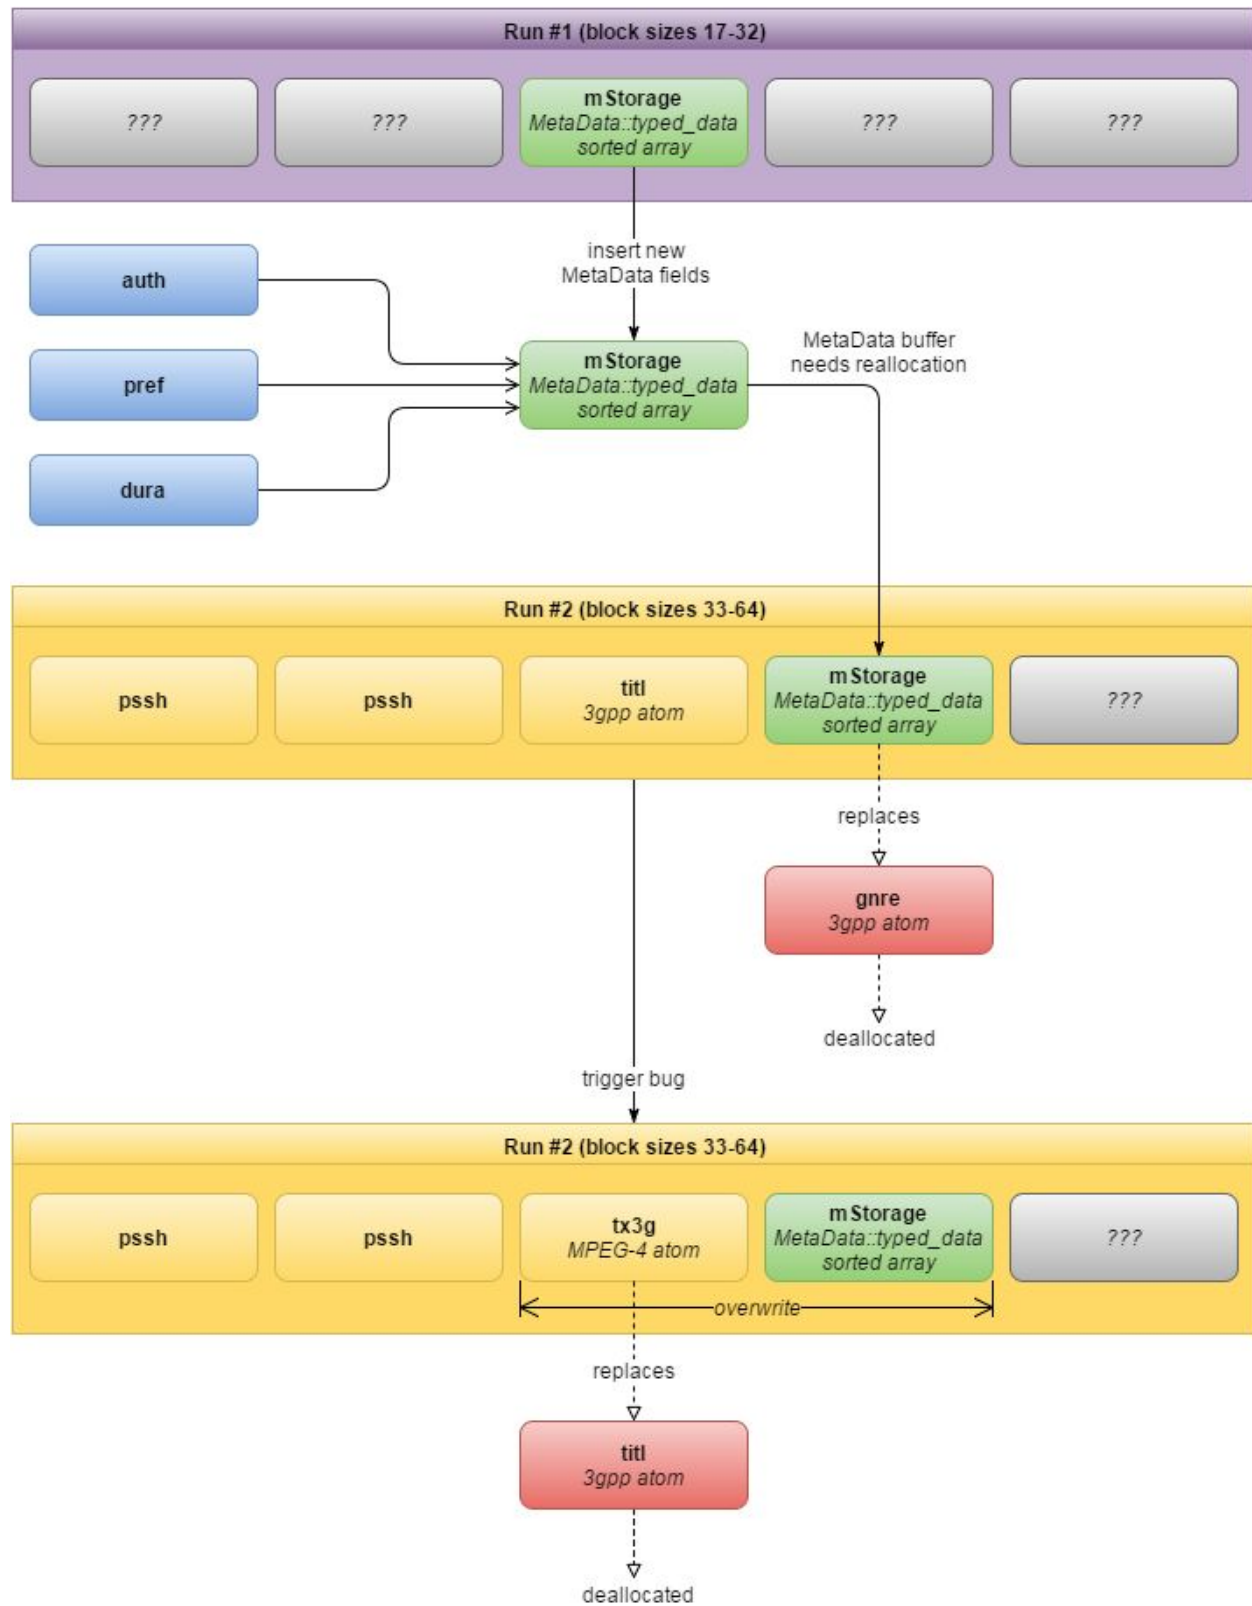 Run #1 (block sizes 17-32)
???
???
mStorage
MetaData::typed_data
sorted array
???
???
insert new
MetaData fields
auth
pref
dura
mStorage
MetaData::typed_data
sorted array
MetaData buffer
needs reallocation
Run #2 (block sizes 33-64)
pssh
pssh
titl
3gpp atom
mStorage
MetaData::typed_data
sorted array
???
replaces
gnre
3gpp atom
deallocated
trigger bug
Run #2 (block sizes 33-64)
pssh
pssh
tx3g
MPEG-4 atom
mStorage
MetaData::typed_data
sorted array
???
overwrite
replaces
titl
3gpp atom
deallocated